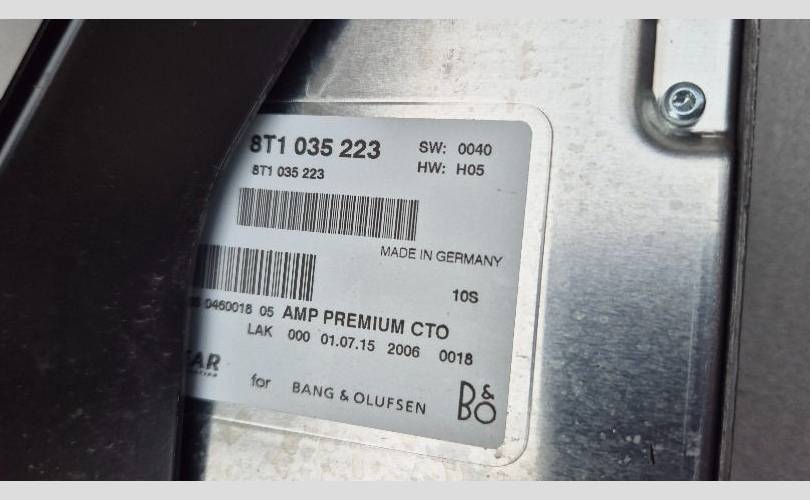 8T1 035 223 SW: 0040
8T1 035 223 HW: H05
MADE IN GERMANY
10S
0460018 05 AMP PREMIUM CTO
LAK 000 01.07.15 2006 0018
for BANG & OLUFSEN B&O